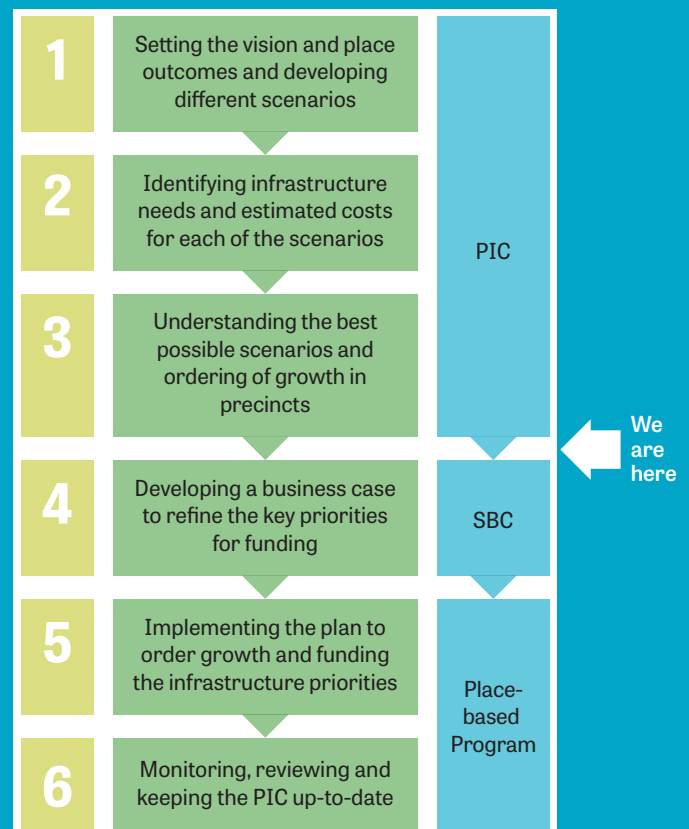 1
Setting the vision and place
outcomes and developing
different scenarios
2
Identifying infrastructure
needs and estimated costs
for each of the scenarios
PIC
3
Understanding the best
possible scenarios and
ordering of growth in
precincts
We
are
here
4
Developing a business case
to refine the key priorities
for funding
SBC
5
Implementing the plan to
order growth and funding
the infrastructure priorities
Place-
based
Program
6
Monitoring, reviewing and
keeping the PIC up-to-date